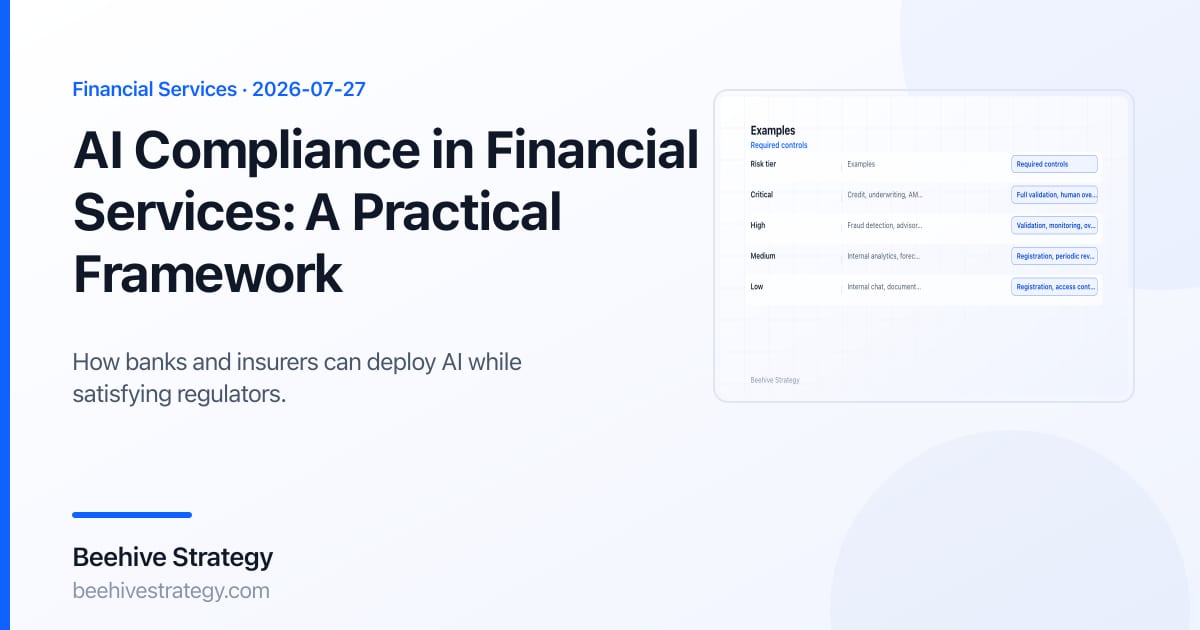 Financial Services · 2026-07-27
AI Compliance in Financial
Services: A Practical
Framework
How banks and insurers can deploy AI while
satisfying regulators.
Beehive Strategy
beehivestrategy.com
Examples
Required controls
Risk tier Examples Required controls
Critical Credit, underwriting, AM... Full validation, human ove...
High Fraud detection, advisor... Validation, monitoring, ov...
Medium Internal analytics, forec... Registration, periodic rev...
Low Internal chat, document... Registration, access cont...
Beehive Strategy